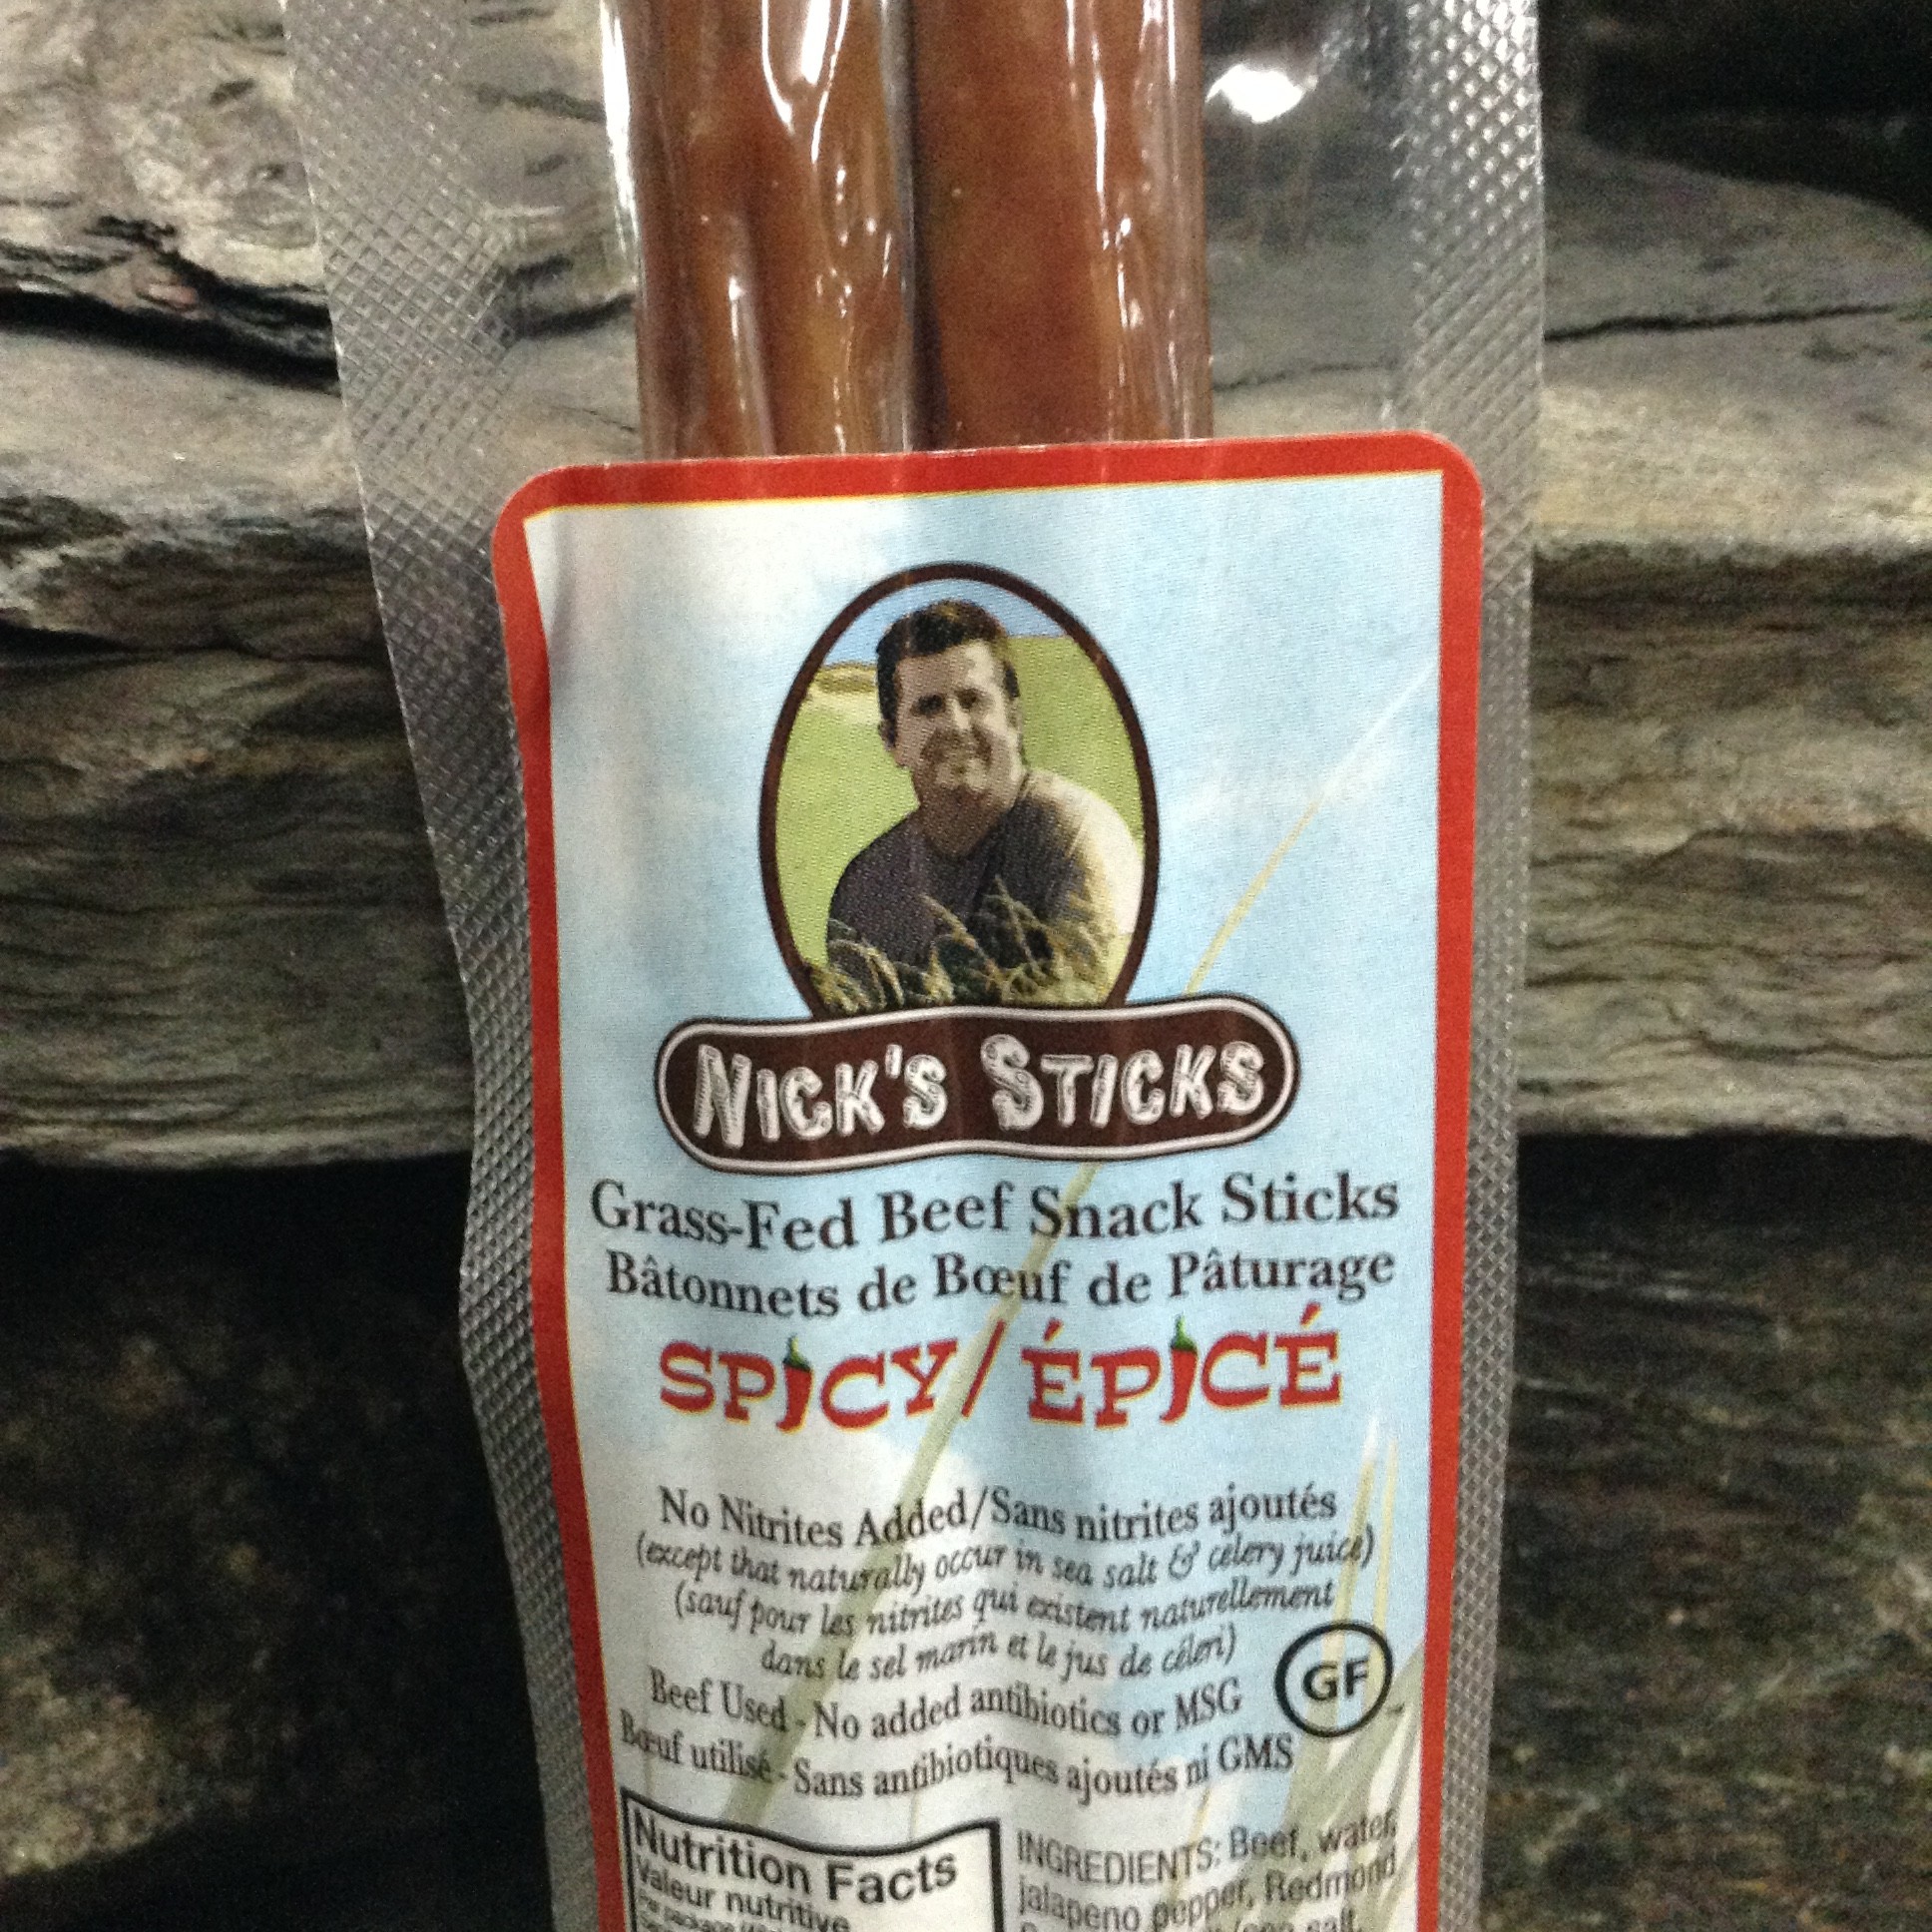 NICK'S STICKS
Grass-Fed Beef Snack Sticks
Bâtonnets de Bœuf de Pâturage
SPICY/ÉPICÉ
No Nitrites Added/Sans nitrites ajoutés
(except that naturally occur in sea salt & celery juice)
(sauf pour les nitrites qui existent naturellement
dans le sel marin et le jus de céleri)
GF
Beef Used - No added antibiotics or MSG
Bœuf utilisé - Sans antibiotiques ajoutés ni GMS
Nutrition Facts
Valeur nutritive
Per package
INGREDIENTS: Beef, water,
jalapeno pepper, Redmond
salt,